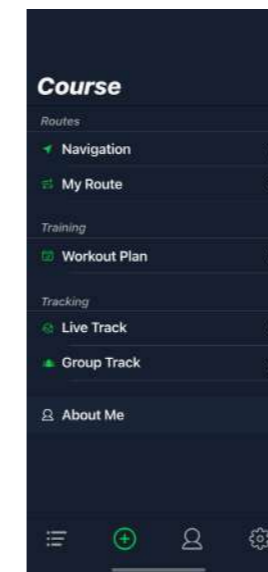 Course
Routes
Navigation
My Route
Training
Workout Plan
Tracking
Live Track
Group Track
About Me